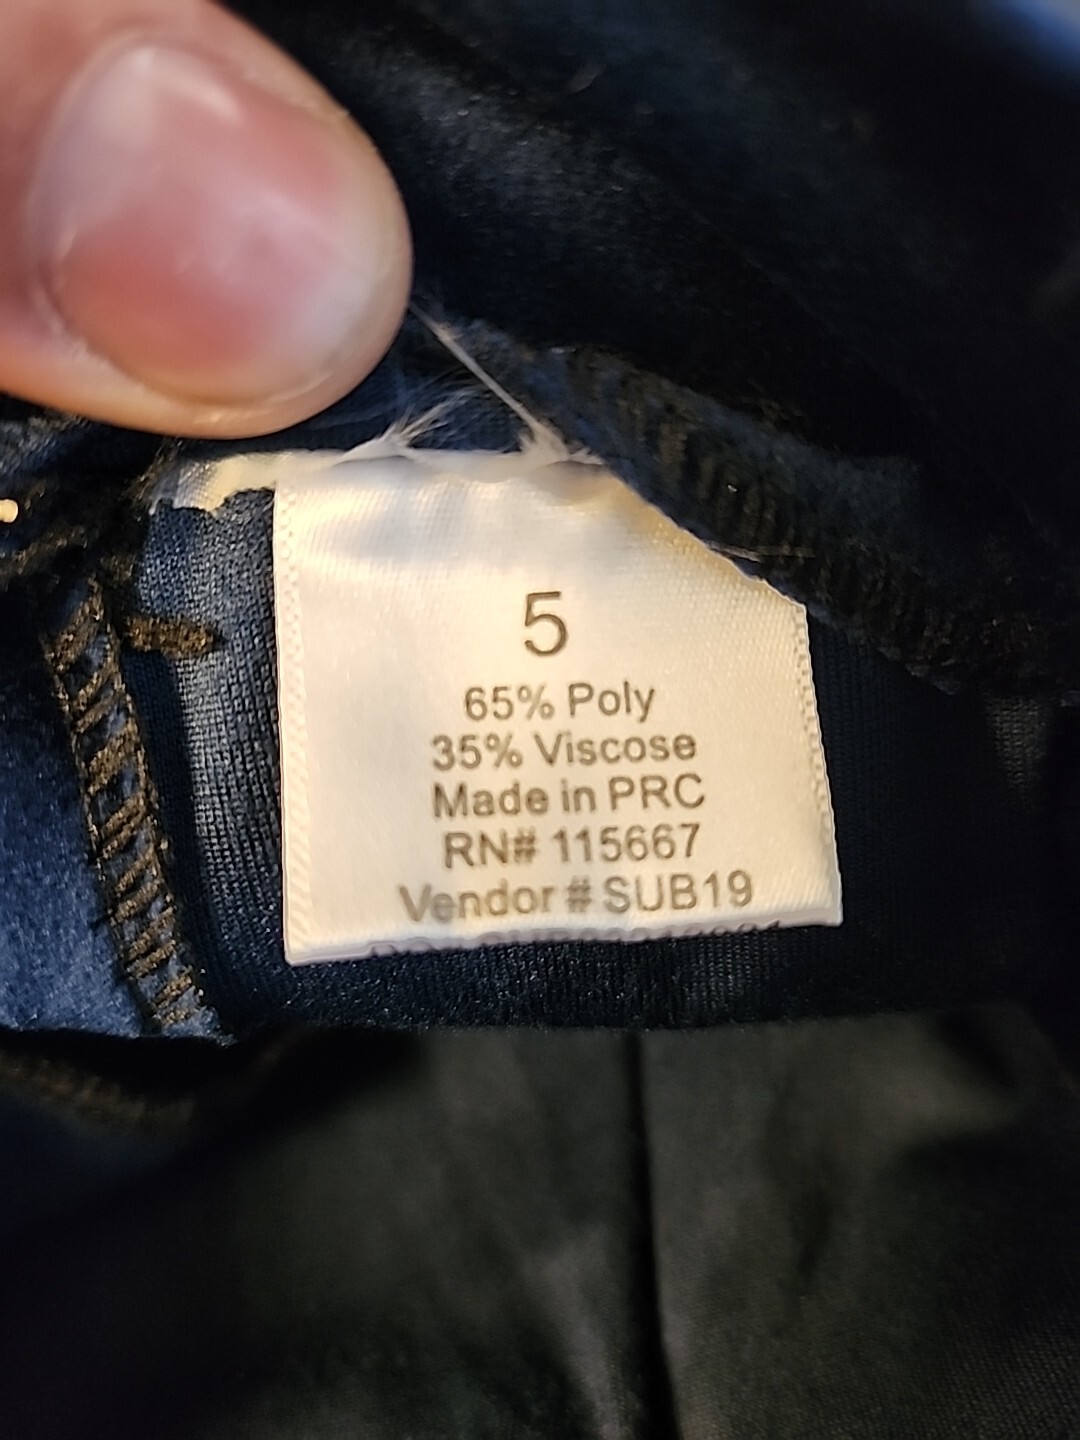 5
65% Poly
35% Viscose
Made in PRC
RN# 115667
Vendor # SUB19